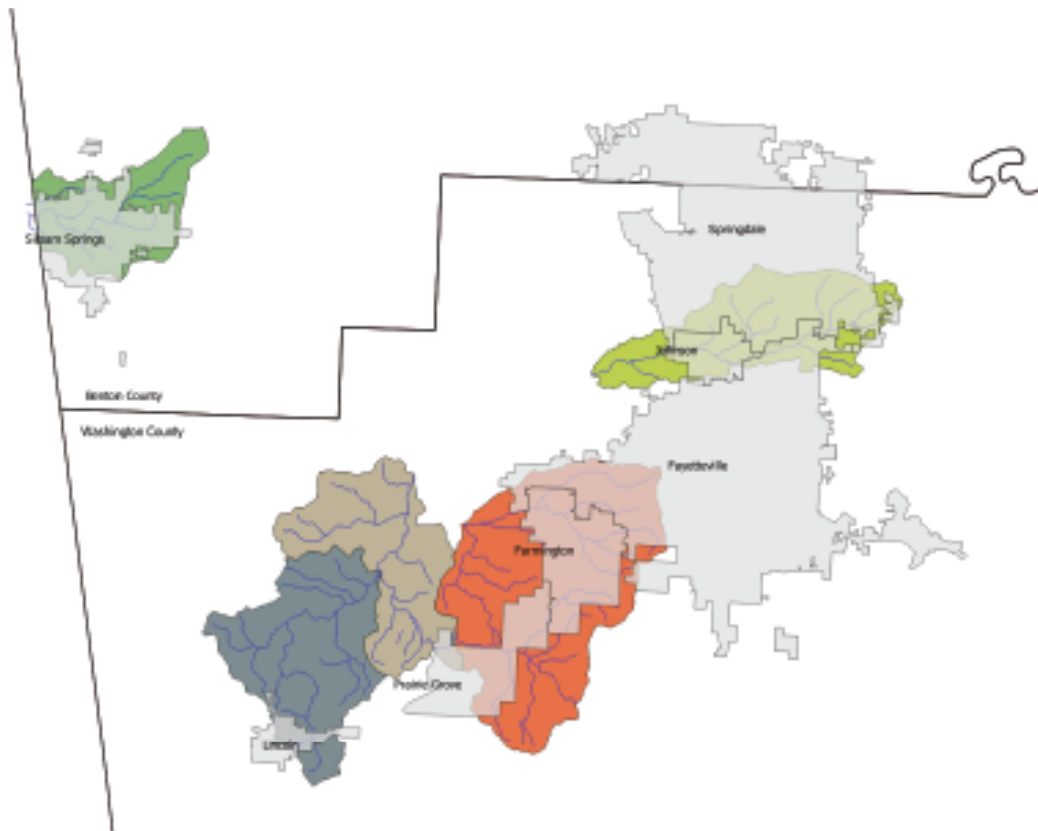 Springdale
Siloam Springs
Johnson
Benton County
Washington County
Fayetteville
Farmington
Prairie Grove
Lincoln